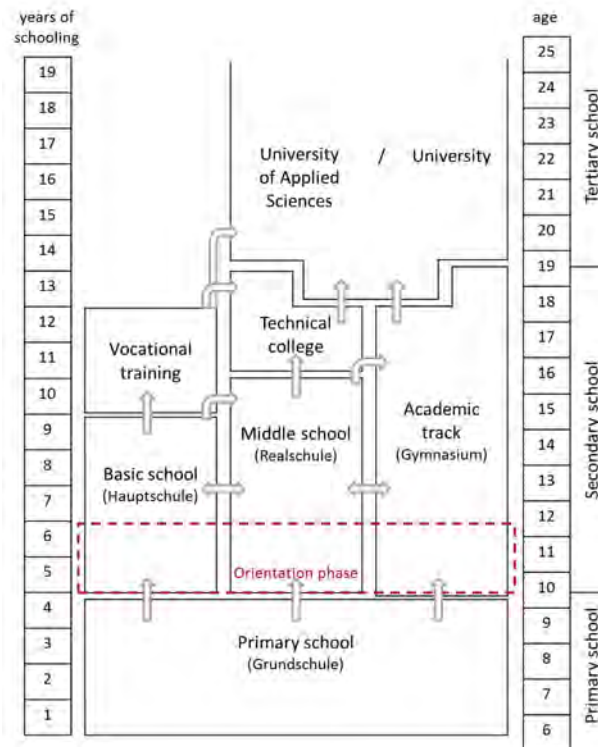 years of
schooling
age
19
18
17
16
15
14
13
12
11
10
9
8
7
6
5
4
3
2
1
University / University
of Applied
Sciences
Technical
college
Vocational
training
Academic
track
(Gymnasium)
Middle school
(Realschule)
Basic school
(Hauptschule)
Orientation phase
Primary school
(Grundschule)
25
24
23
22
21
20
19
18
17
16
15
14
13
12
11
10
9
8
7
6
Tertiary school
Secondary school
Primary school